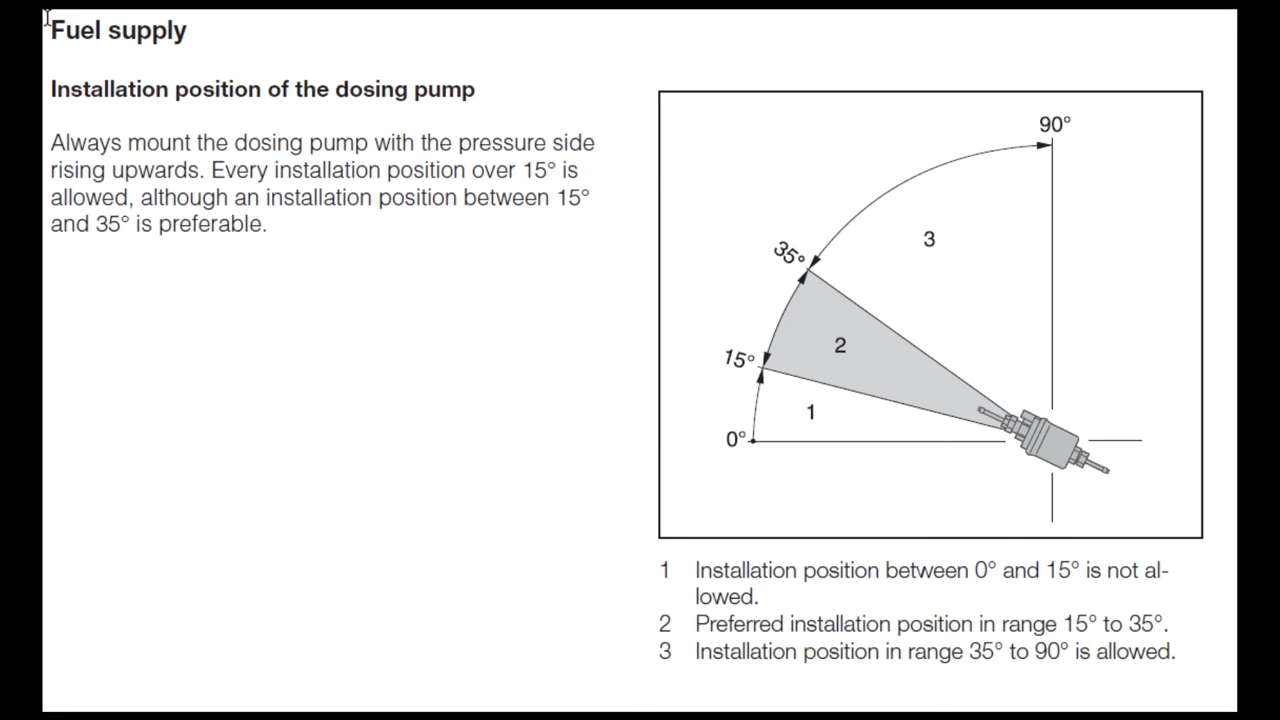 Fuel supply
Installation position of the dosing pump
Always mount the dosing pump with the pressure side
rising upwards. Every installation position over 15° is
allowed, although an installation position between 15°
and 35° is preferable.
90°
3
35°
2
15°
1
0°
1 Installation position between 0° and 15° is not al-
lowed.
2 Preferred installation position in range 15° to 35°.
3 Installation position in range 35° to 90° is allowed.